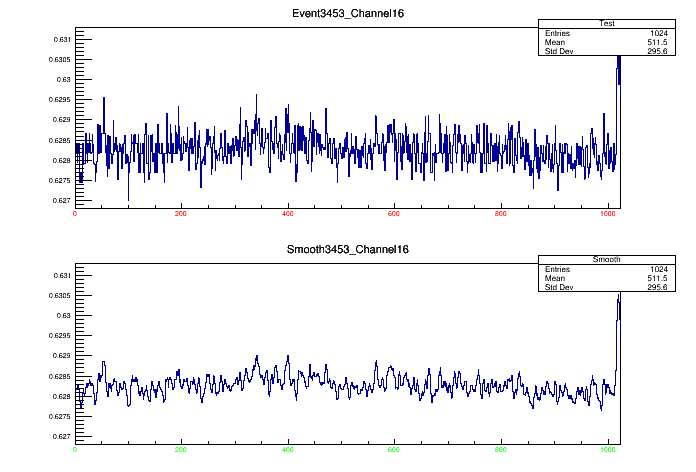 Event3453_Channel16
Test
Entries 1024
Mean 511.5
Std Dev 295.6
0.631
0.6305
0.63
0.6295
0.629
0.6285
0.628
0.6275
0.627
0 200 400 600 800 1000
Smooth3453_Channel16
Smooth
Entries 1024
Mean 511.5
Std Dev 295.6
0.631
0.6305
0.63
0.6295
0.629
0.6285
0.628
0.6275
0.627
0 200 400 600 800 1000